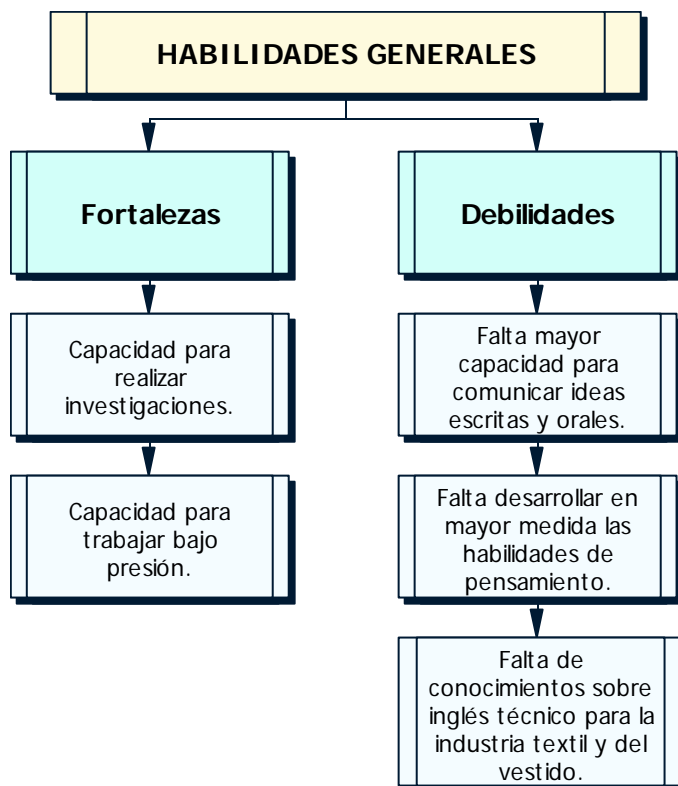 HABILIDADES GENERALES
Fortalezas
Capacidad para
realizar
investigaciones.
Capacidad para
trabajar bajo
presión.
Debilidades
Falta mayor
capacidad para
comunicar ideas
escritas y orales.
Falta desarrollar en
mayor medida las
habilidades de
pensamiento.
Falta de
conocimientos sobre
inglés técnico para la
industria textil y del
vestido.